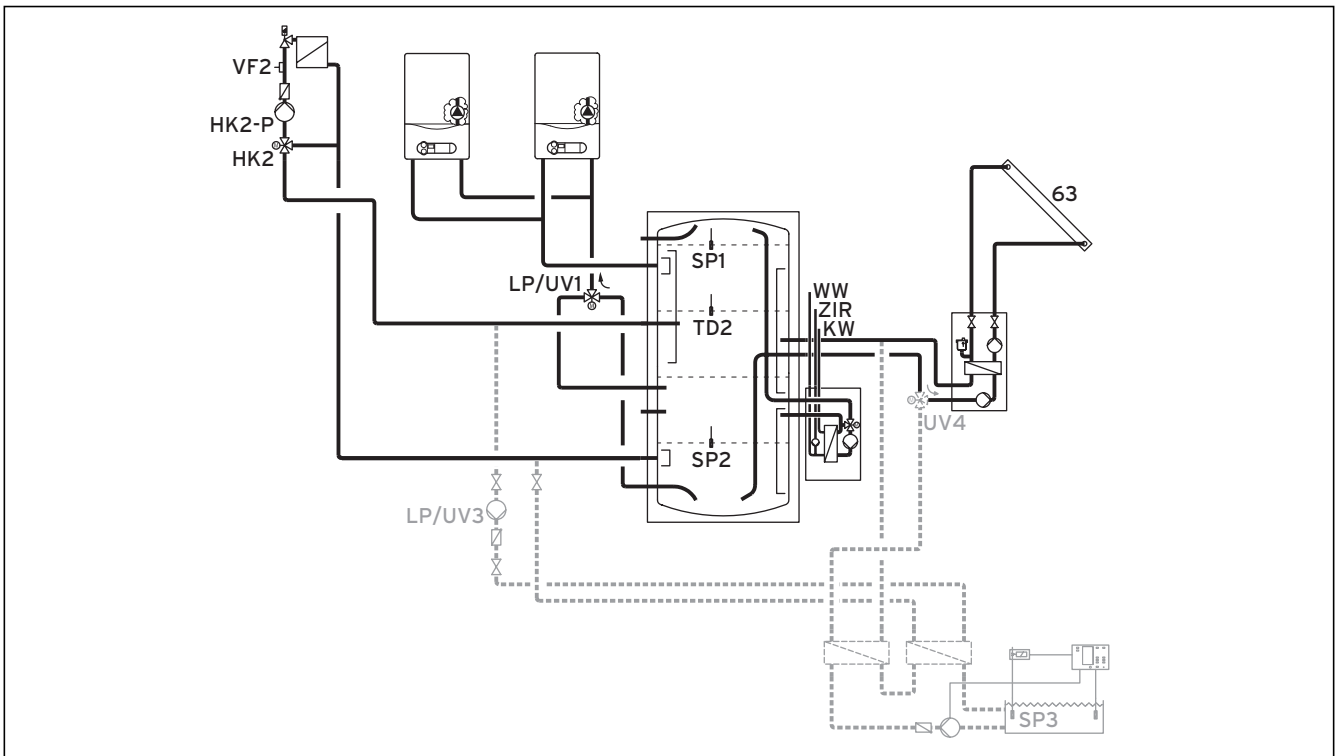 VF2
HK2-P
HK2
63
SP1
LP/UV1
WW
ZIR
TD2
KW
UV4
SP2
LP/UV3
SP3